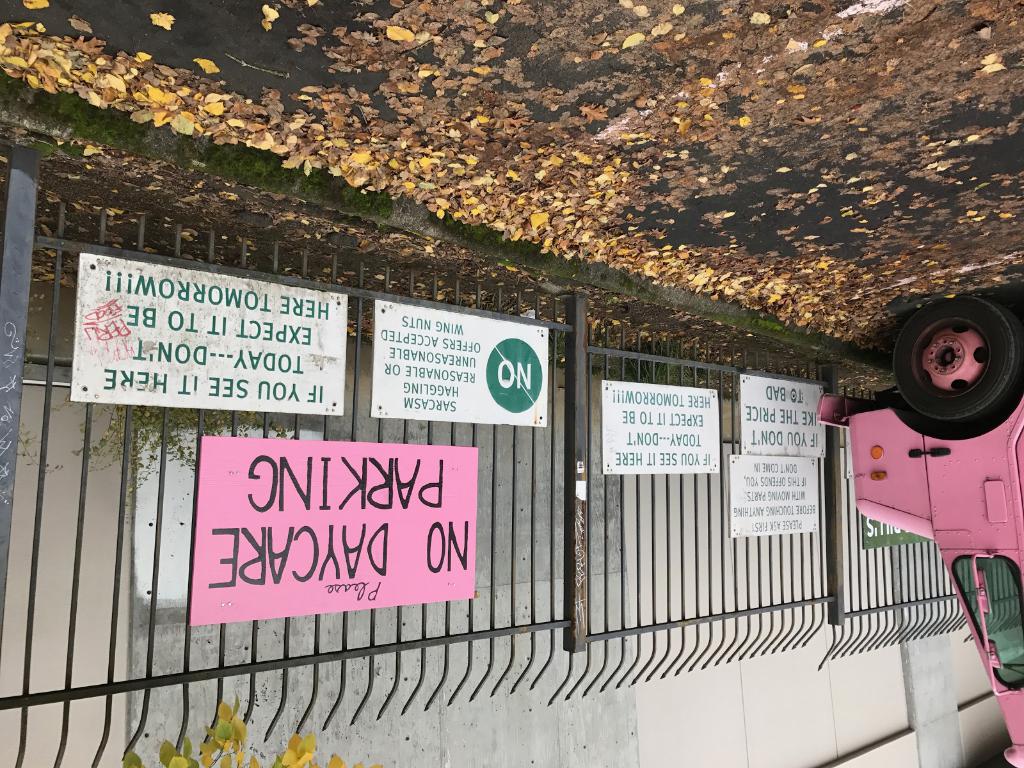 PLEASE ASK FIRST!
BEFORE TOUCHING ANYTHING
WITH MOVING PARTS.
IF THIS OFFENDS YOU,
DON'T COME IN
IF YOU DON'T
LIKE THE PRICE
TO BAD
IF YOU SEE IT HERE
TODAY---DON'T
EXPECT IT TO BE
HERE TOMORROW!!!
NO
SARCASM
HAGELING
REASONABLE OR
UNREASONABLE
OFFERS ACCEPTED
WING NUTS
Please
NO DAYCARE
PARKING
IF YOU SEE IT HERE
TODAY---DON'T
EXPECT IT TO BE
HERE TOMORROW!!!